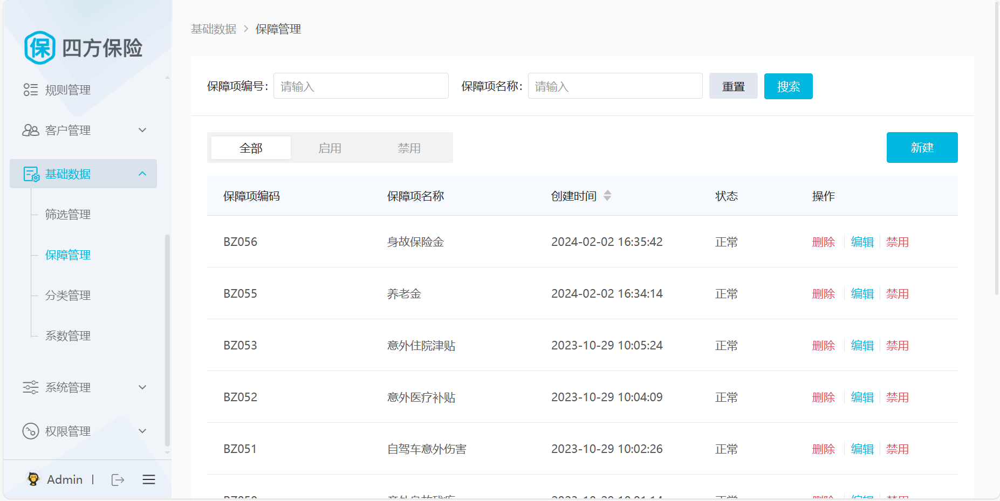 保 四方保险
规则管理
客户管理
基础数据
筛选管理
保障管理
分类管理
系数管理
系统管理
权限管理
Admin
基础数据 > 保障管理
保障项编号: 请输入 保障项名称: 请输入 重置 搜索
全部 启用 禁用 新建
保障项编码 保障项名称 创建时间 状态 操作
BZ056 身故保险金 2024-02-02 16:35:42 正常 删除 编辑 禁用
BZ055 养老金 2024-02-02 16:34:14 正常 删除 编辑 禁用
BZ053 意外住院津贴 2023-10-29 10:05:24 正常 删除 编辑 禁用
BZ052 意外医疗补贴 2023-10-29 10:04:09 正常 删除 编辑 禁用
BZ051 自驾车意外伤害 2023-10-29 10:02:26 正常 删除 编辑 禁用